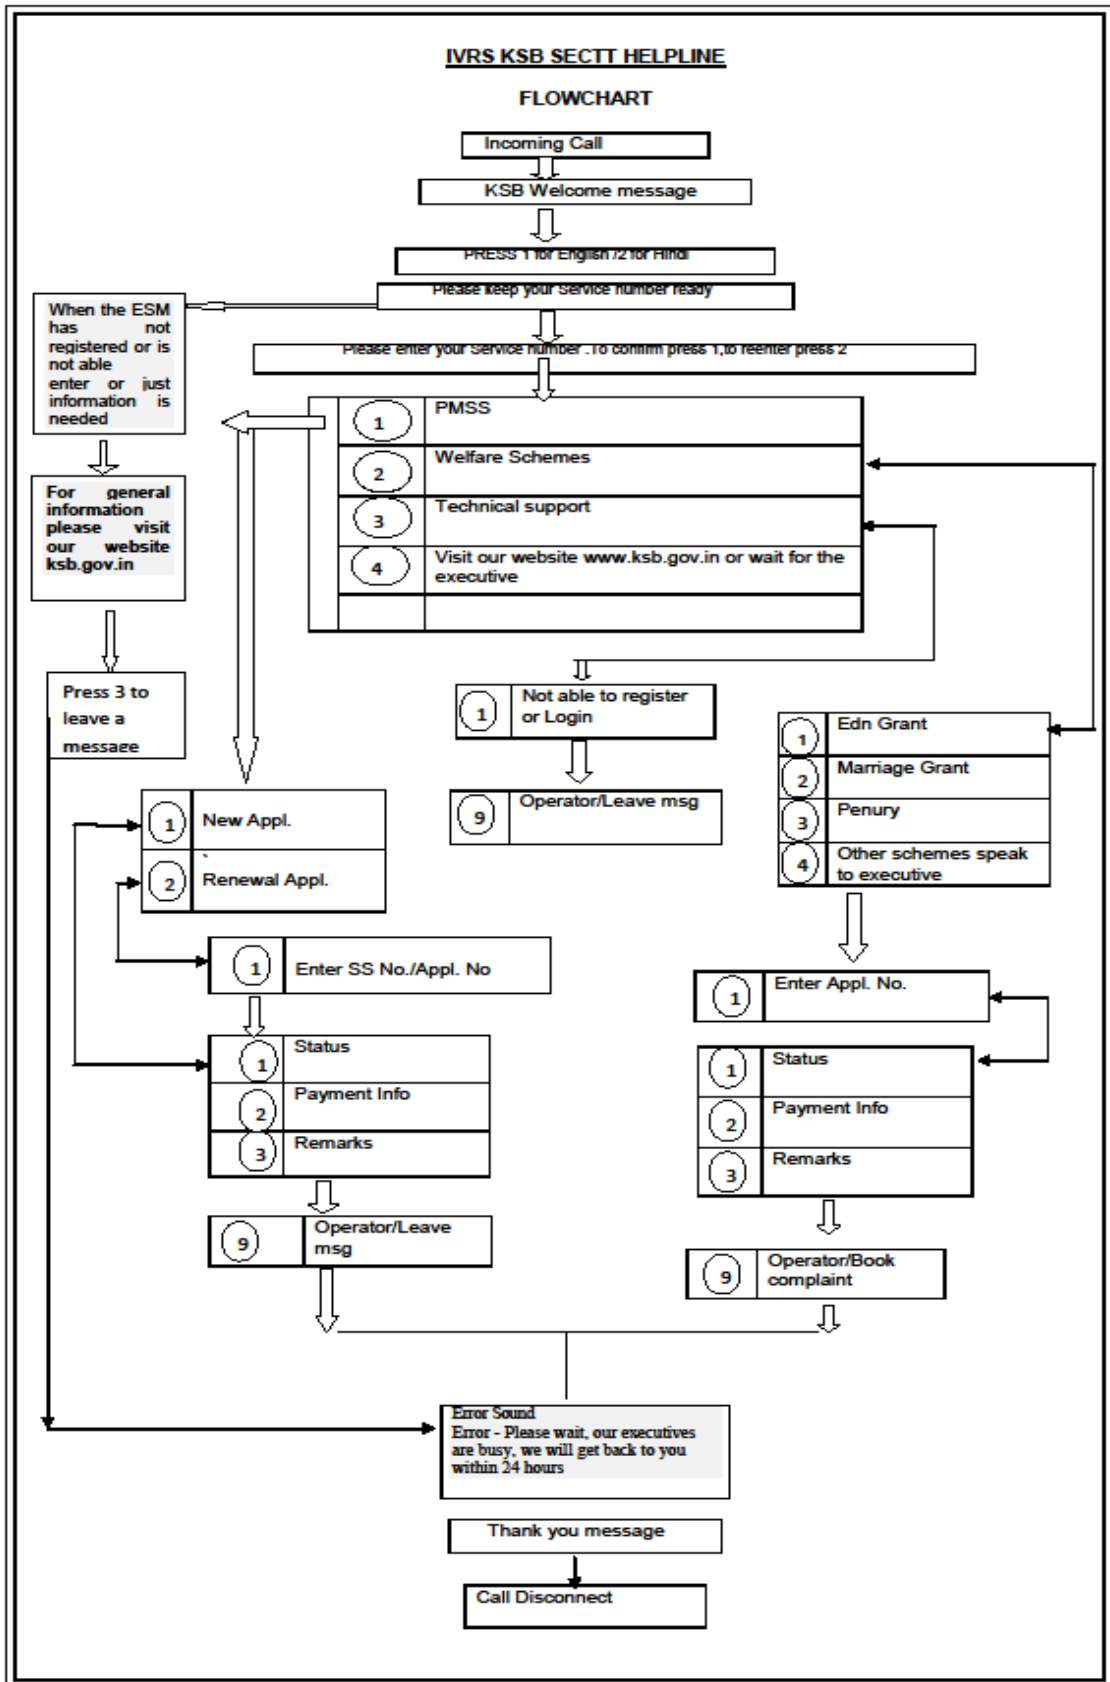 IVRS KSB SECTT HELPLINE
FLOWCHART
Incoming Call
KSB Welcome message
PRESS 1 for English /2 for Hindi
Please keep your Service number ready
When the ESM
has not
registered or is
not able
enter or just
information is
needed
Please enter your Service number .To confirm press 1,to reenter press 2
1 PMSS
2 Welfare Schemes
3 Technical support
4 Visit our website www.ksb.gov.in or wait for the
executive
For general
information
please visit
our website
ksb.gov.in
Press 3 to
leave a
message
1 Not able to register
or Login
9 Operator/Leave msg
1 Edn Grant
2 Marriage Grant
3 Penury
4 Other schemes speak
to executive
1 New Appl.
2 Renewal Appl.
1 Enter SS No./Appl. No
1 Status
2 Payment Info
3 Remarks
9 Operator/Leave
msg
1 Enter Appl. No.
1 Status
2 Payment Info
3 Remarks
9 Operator/Book
complaint
Error Sound
Error - Please wait, our executives
are busy, we will get back to you
within 24 hours
Thank you message
Call Disconnect